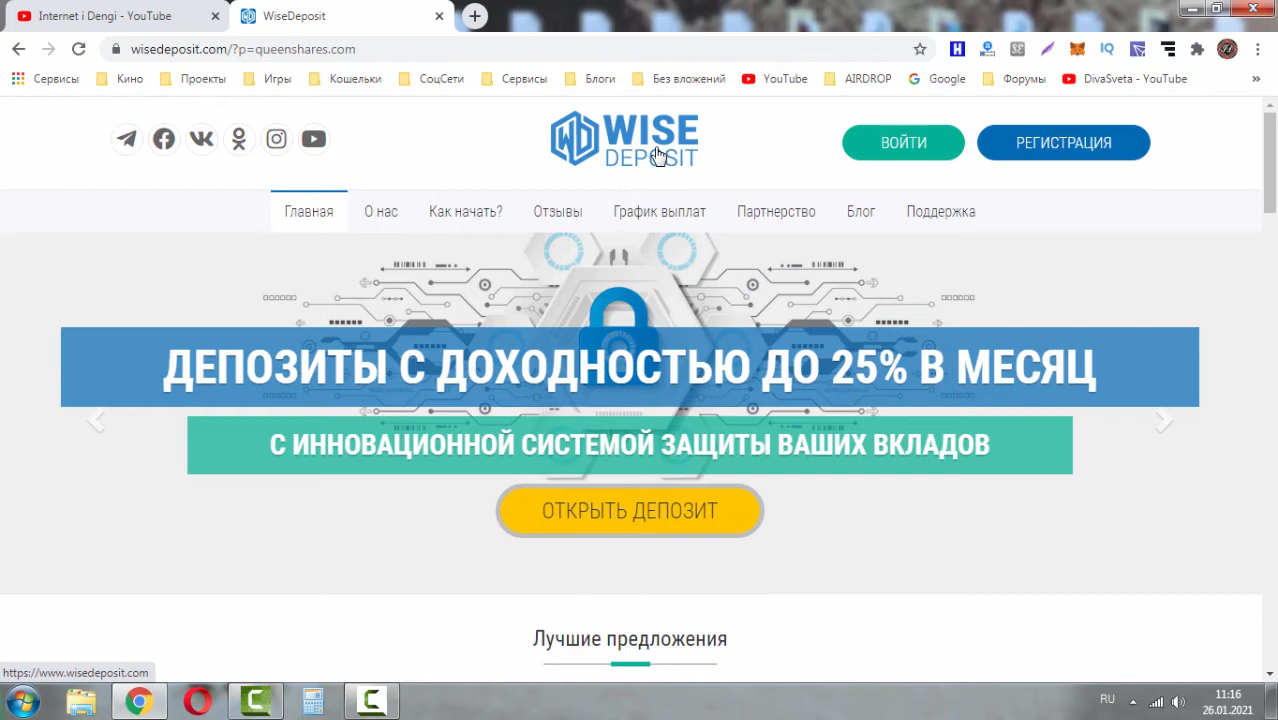 Internet i Dengi - YouTube
WiseDeposit
wisedeposit.com/?p=queenshares.com
Сервисы
Кино
Проекты
Игры
Кошельки
СоцСети
Сервисы
Блоги
Без вложений
YouTube
AIRDROP
Google
Форумы
DivaSveta - YouTube
WISE
DEPOSIT
ВОЙТИ
РЕГИСТРАЦИЯ
Главная
О нас
Как начать?
Отзывы
График выплат
Партнерство
Блог
Поддержка
ДЕПОЗИТЫ С ДОХОДНОСТЬЮ ДО 25% В МЕСЯЦ
С ИННОВАЦИОННОЙ СИСТЕМОЙ ЗАЩИТЫ ВАШИХ ВКЛАДОВ
ОТКРЫТЬ ДЕПОЗИТ
Лучшие предложения
https://www.wisedeposit.com
RU
11:16
26.01.2021